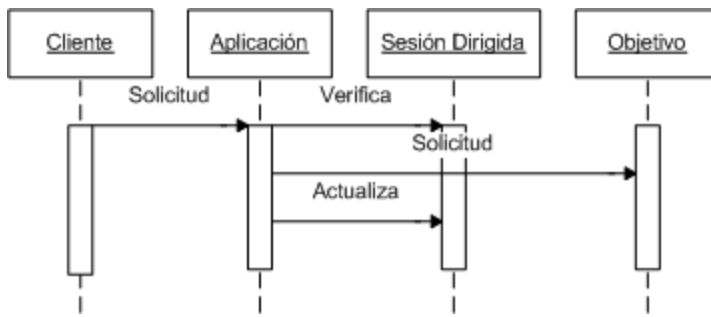 Cliente
Aplicación
Sesión Dirigida
Objetivo
Solicitud
Verifica
Solicitud
Actualiza